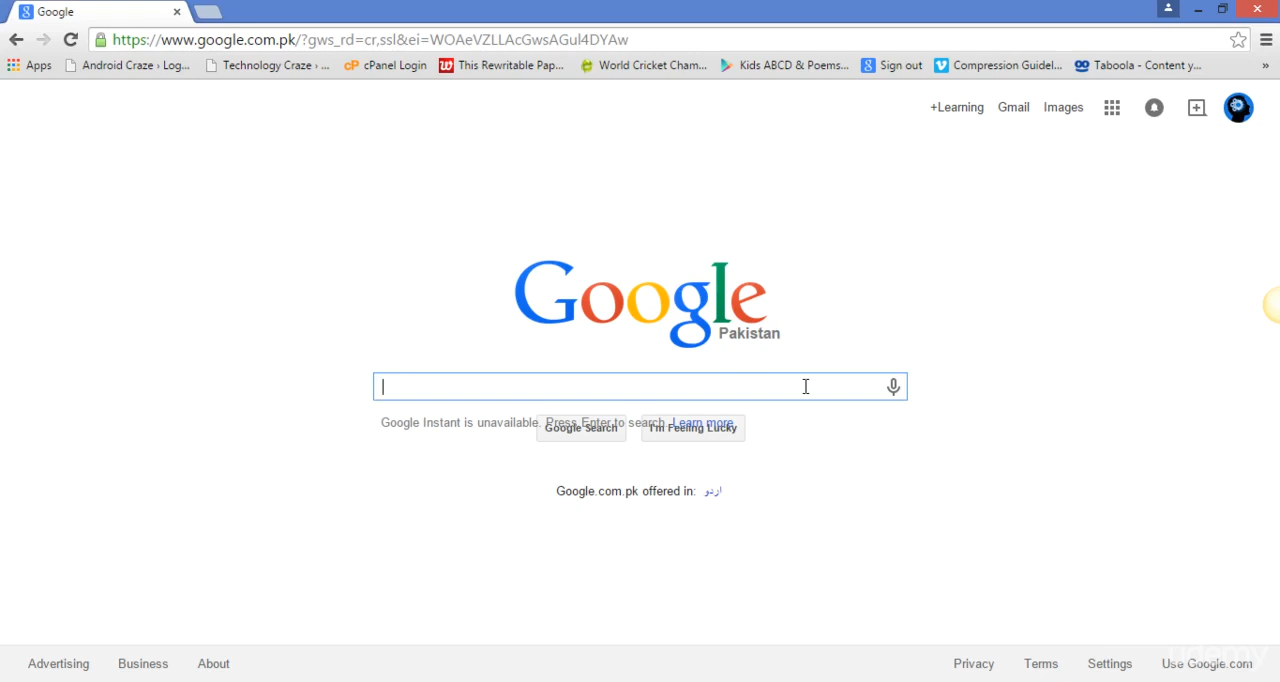 Google
https://www.google.com.pk/?gws_rd=cr,ssl&ei=WOAeVZLLAcGwsAGul4DYAw
Apps Android Craze › Log... Technology Craze › ... cP cPanel Login This Rewritable Pap... World Cricket Cham... Kids ABCD & Poems... Sign out Compression Guidel... Taboola - Content y... »
+Learning Gmail Images
Google
Pakistan
Google Instant is unavailable. Press Enter to search. Learn more
Google Search I'm Feeling Lucky
Google.com.pk offered in: اردو
Advertising Business About Privacy Terms Settings Use Google.com
udemy